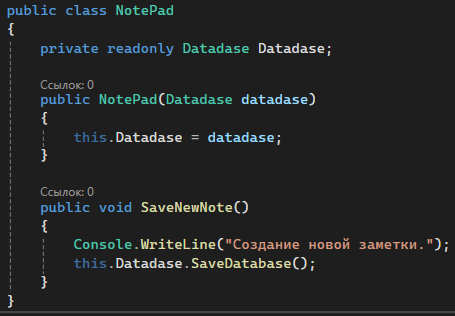 public class NotePad
{
private readonly Datadase Datadase;
Ссылок: 0
public NotePad(Datadase datadase)
{
this.Datadase = datadase;
}
Ссылок: 0
public void SaveNewNote()
{
Console.WriteLine("Создание новой заметки.");
this.Datadase.SaveDatabase();
}
}